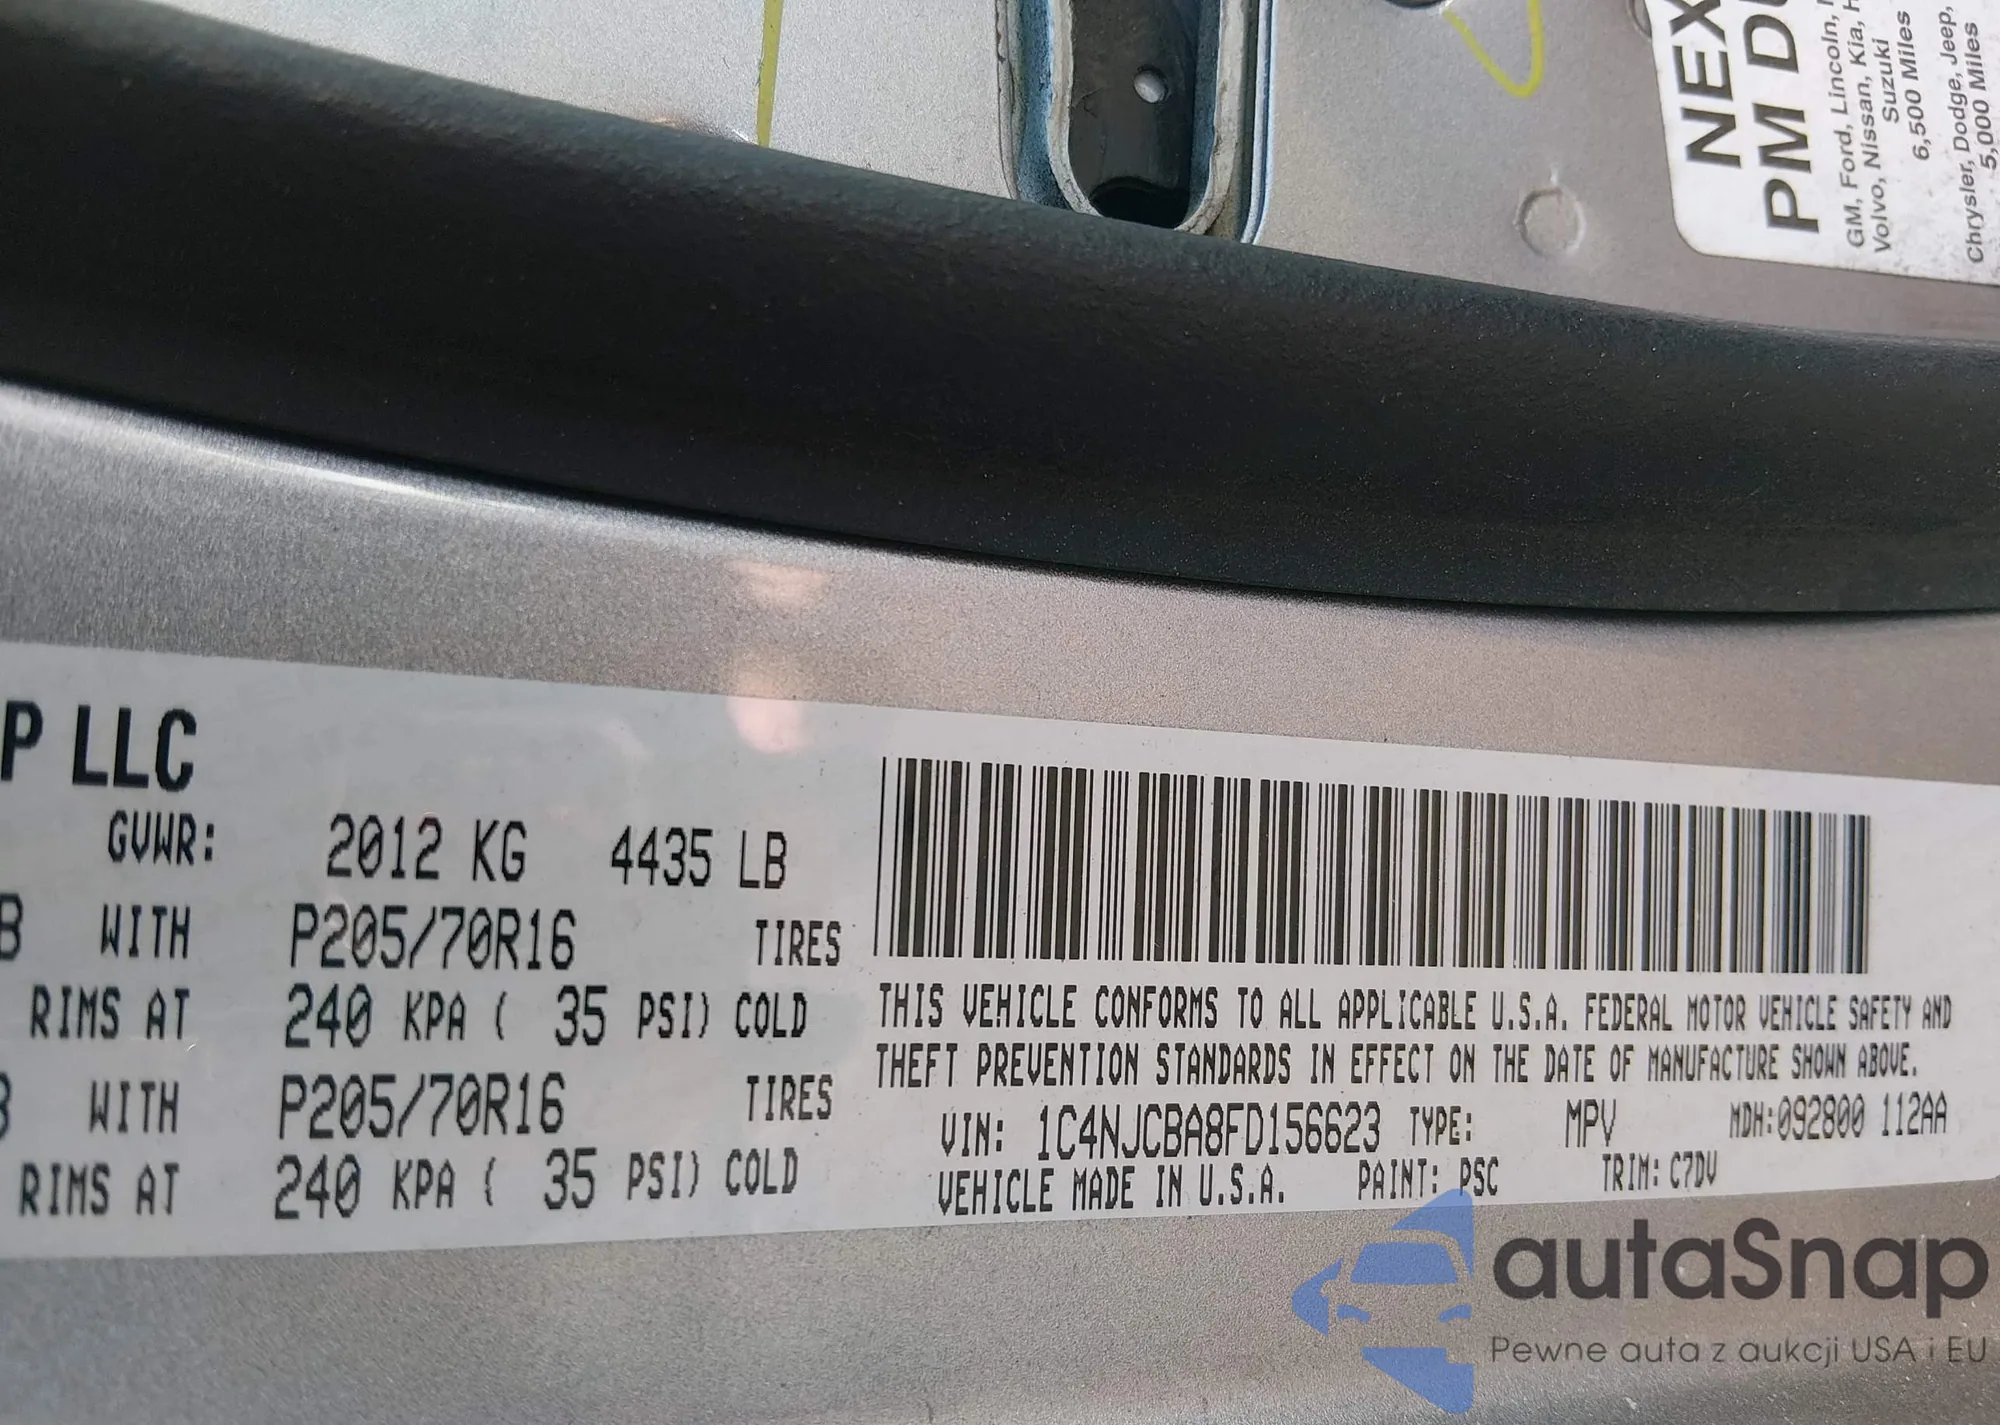 NEX
PM DU
GM, Ford, Lincoln,
Volvo, Nissan, Kia, H
Suzuki
6,500 Miles
Chrysler, Dodge, Jeep,
5,000 Miles
P LLC
GVWR: 2012 KG 4435 LB
B WITH P205/70R16 TIRES
RIMS AT 240 KPA ( 35 PSI) COLD
B WITH P205/70R16 TIRES
RIMS AT 240 KPA ( 35 PSI) COLD
THIS VEHICLE CONFORMS TO ALL APPLICABLE U.S.A. FEDERAL MOTOR VEHICLE SAFETY AND
THEFT PREVENTION STANDARDS IN EFFECT ON THE DATE OF MANUFACTURE SHOWN ABOVE.
VIN: 1C4NJCBA8FD156623 TYPE: MPV MDH:092800 112AA
VEHICLE MADE IN U.S.A. PAINT: PSC TRIM: C7DV
autaSnap
Pewne auta z aukcji USA i EU